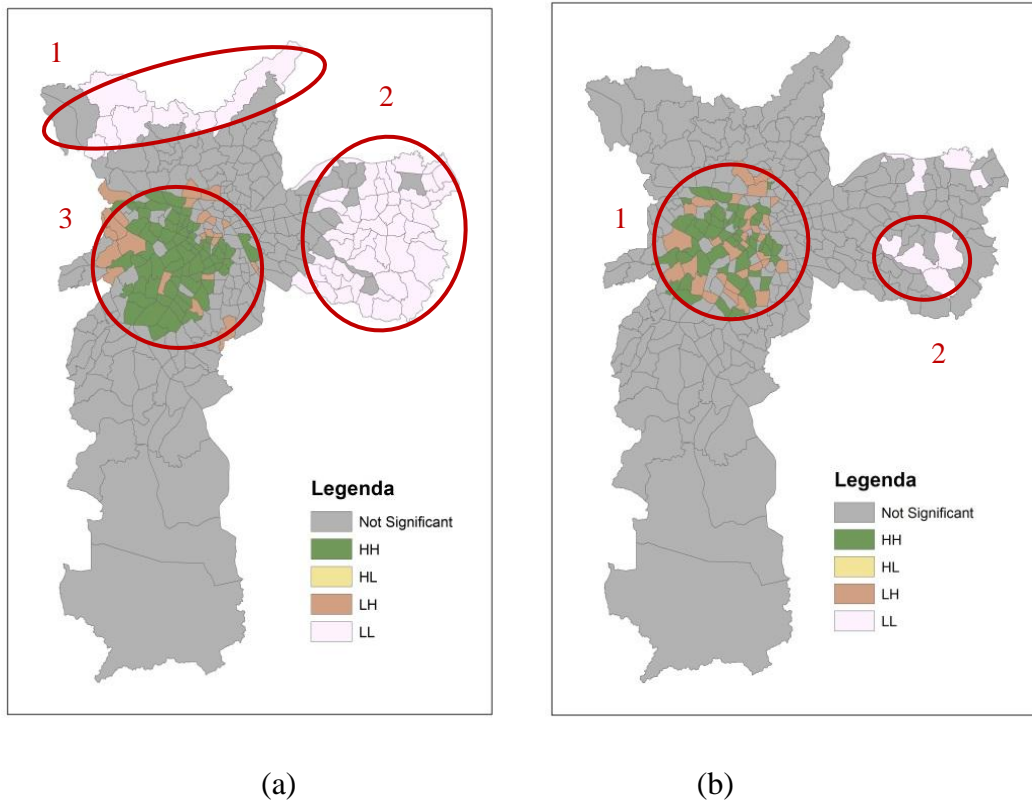 1
2
3
Legenda
Not Significant
HH
HL
LH
LL
(a)
1
2
Legenda
Not Significant
HH
HL
LH
LL
(b)